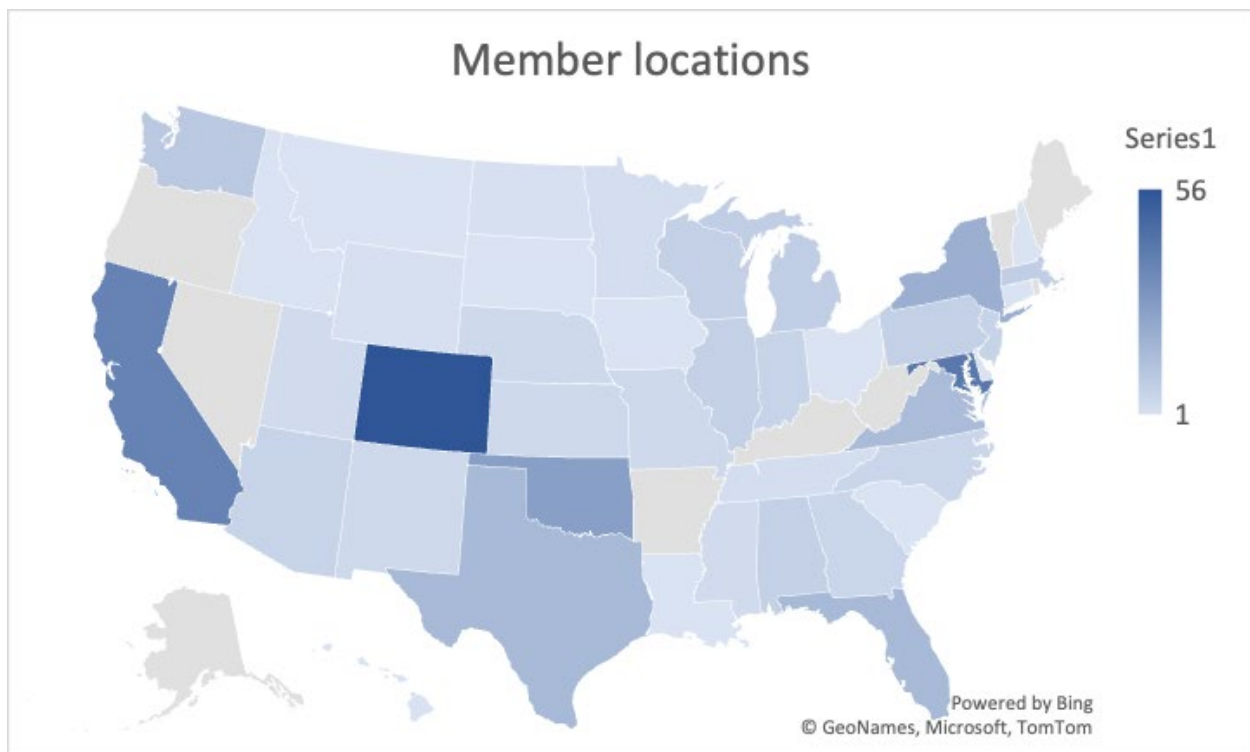 Member locations
Series1
56
1
Powered by Bing
© GeoNames, Microsoft, TomTom